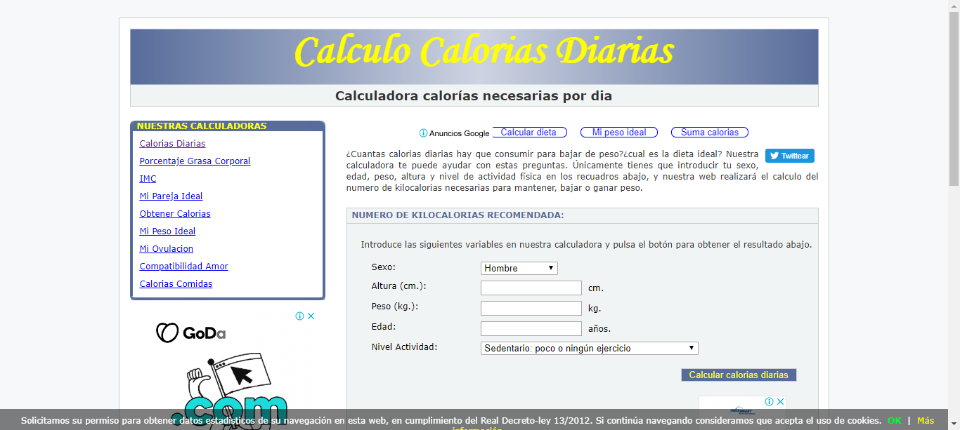 Calculo Calorias Diarias
Calculadora calorías necesarias por dia
NUESTRAS CALCULADORAS
Calorias Diarias
Porcentaje Grasa Corporal
IMC
Mi Pareja Ideal
Obtener Calorias
Mi Peso Ideal
Mi Ovulacion
Compatibilidad Amor
Calorias Comidas
GoDa
.com
Anuncios Google
Calcular dieta
Mi peso ideal
Suma calorias
Twittear
¿Cuantas calorias diarias hay que consumir para bajar de peso?¿cual es la dieta ideal? Nuestra
calculadora te puede ayudar con estas preguntas. Únicamente tienes que introducir tu sexo,
edad, peso, altura y nivel de actividad física en los recuadros abajo, y nuestra web realizará el calculo del
numero de kilocalorias necesarias para mantener, bajar o ganar peso.
NUMERO DE KILOCALORIAS RECOMENDADA:
Introduce las siguientes variables en nuestra calculadora y pulsa el botón para obtener el resultado abajo.
Sexo: Hombre
Altura (cm.): cm.
Peso (kg.): kg.
Edad: años.
Nivel Actividad: Sedentario: poco o ningún ejercicio
Calcular calorias diarias
Solicitamos su permiso para obtener datos estadísticos de su navegación en esta web, en cumplimiento del Real Decreto-ley 13/2012. Si continúa navegando consideramos que acepta el uso de cookies. OK | Más
información